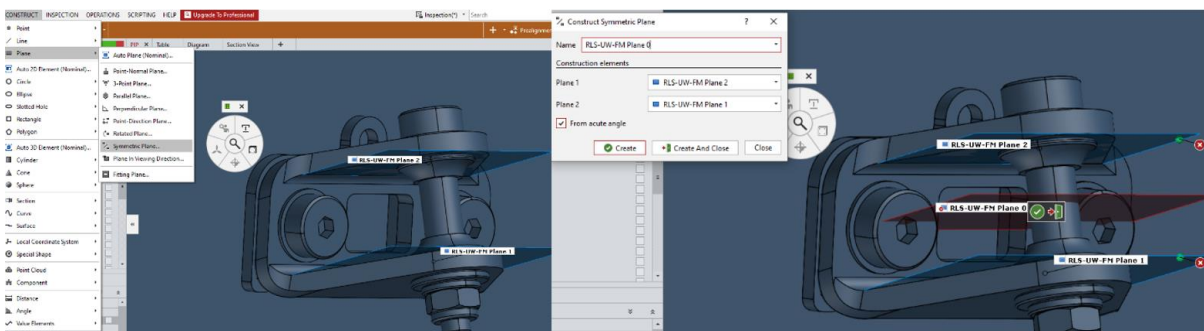 CONSTRUCT INSPECTION OPERATIONS SCRIPTING HELP Upgrade To Professional
Inspection(*) Search
Point
Line
Plane
Auto 2D Element (Nominal)...
Circle
Ellipse
Slotted Hole
Rectangle
Polygon
Auto 3D Element (Nominal)...
Cylinder
Cone
Sphere
Section
Curve
Surface
Local Coordinate System
Special Shape
Point Cloud
Component
Distance
Angle
Value Elements
Table Diagram Section View +
Auto Plane (Nominal)...
Point-Normal Plane...
3-Point Plane...
Parallel Plane...
Perpendicular Plane...
Point-Direction Plane...
Related Plane...
Symmetric Plane...
Plane In Viewing Direction...
Fitting Plane...
RLS-UW-FM Plane 2
RLS-UW-FM Plane 1
Construct Symmetric Plane ? ×
Name RLS-UW-FM Plane 0
Construction elements
Plane 1 RLS-UW-FM Plane 2
Plane 2 RLS-UW-FM Plane 1
From acute angle
Create Create And Close Close
RLS-UW-FM Plane 2
RLS-UW-FM Plane 0
RLS-UW-FM Plane 1